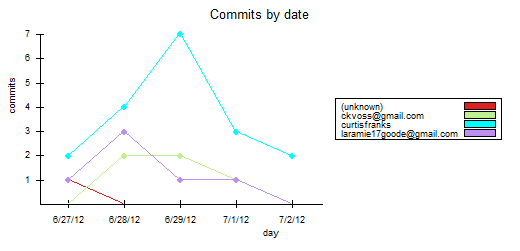 Commits by date
commits
7
6
5
4
3
2
1
6/27/12 6/28/12 6/29/12 7/1/12 7/2/12
day
(unknown)
ckvoss@gmail.com
curtisfranks
laramie17goode@gmail.com